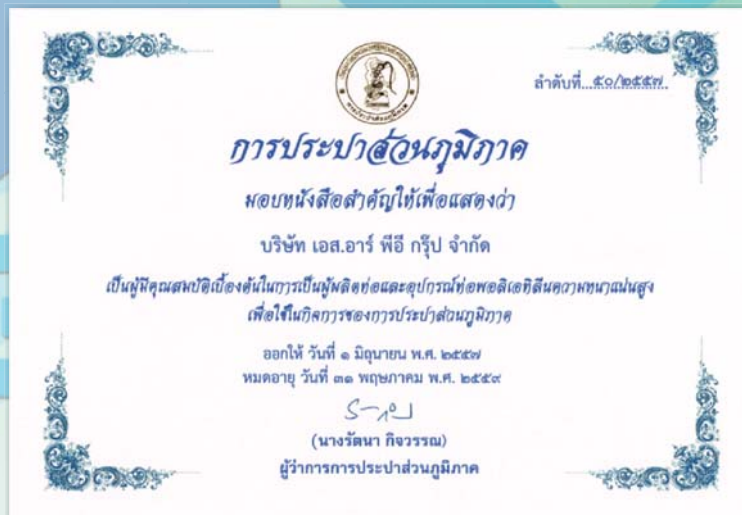 ลำดับที่...๕๐/๒๕๕๗.
การประปาส่วนภูมิภาค
มอบหนังสือสำคัญให้เพื่อแสดงว่า
บริษัท เอส.อาร์ พีอี กรุ๊ป จำกัด
เป็นผู้มีคุณสมบัติเบื้องต้นในการเป็นผู้ผลิตท่อและอุปกรณ์ท่อพอลิเอทิลีนความหนาแน่นสูง
เพื่อใช้ในกิจการของการประปาส่วนภูมิภาค
ออกให้ วันที่ ๑ มิถุนายน พ.ศ. ๒๕๕๗
หมดอายุ วันที่ ๓๑ พฤษภาคม พ.ศ. ๒๕๕๙
(นางรัตนา กิจวรรณ)
ผู้ว่าการการประปาส่วนภูมิภาค